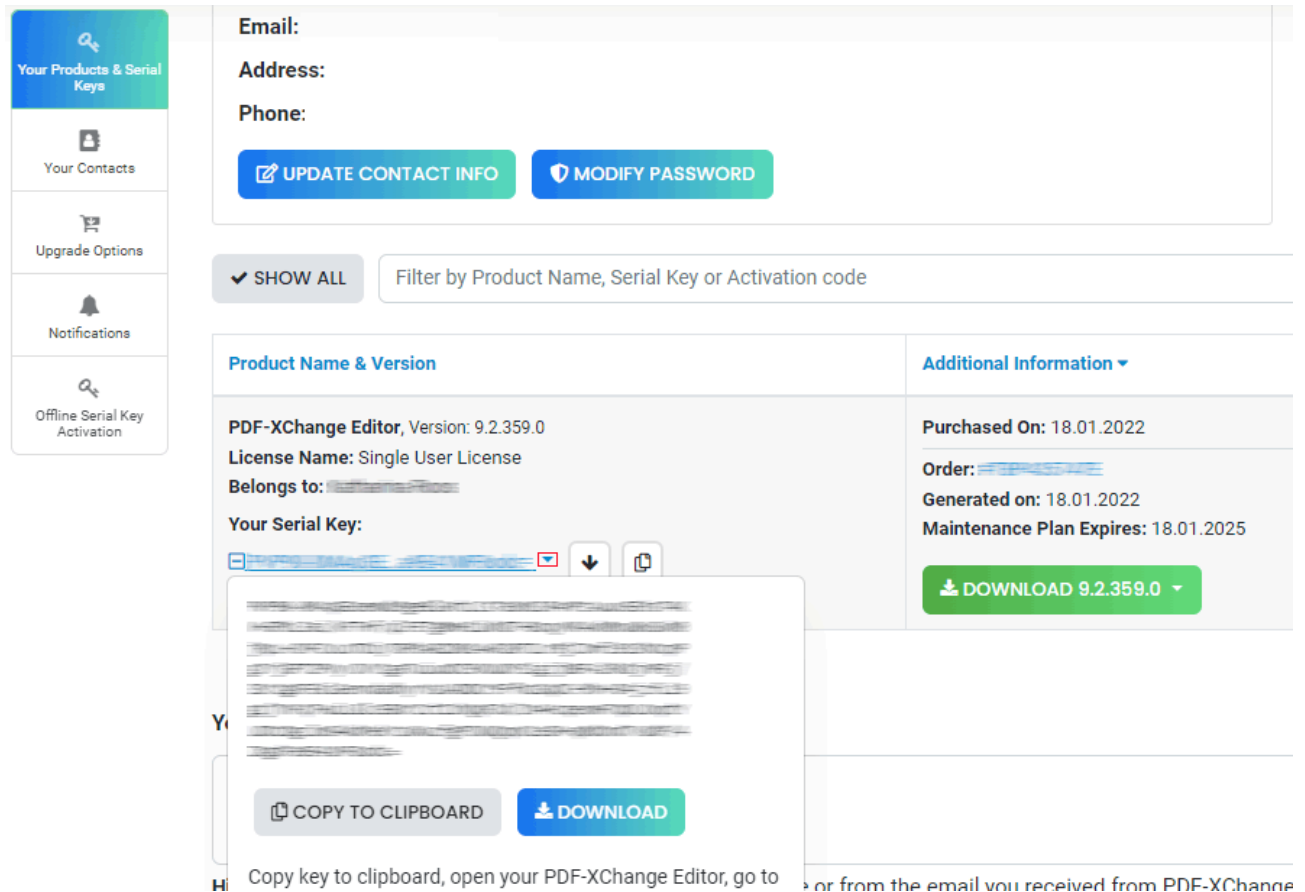 Your Products & Serial
Keys
Your Contacts
Upgrade Options
Notifications
Offline Serial Key
Activation
Email:
Address:
Phone:
UPDATE CONTACT INFO
MODIFY PASSWORD
SHOW ALL
Filter by Product Name, Serial Key or Activation code
Product Name & Version
Additional Information
PDF-XChange Editor, Version: 9.2.359.0
License Name: Single User License
Belongs to:
Your Serial Key:
Purchased On: 18.01.2022
Order:
Generated on: 18.01.2022
Maintenance Plan Expires: 18.01.2025
DOWNLOAD 9.2.359.0
COPY TO CLIPBOARD
DOWNLOAD
Copy key to clipboard, open your PDF-XChange Editor, go to
or from the email you received from PDF-XChange